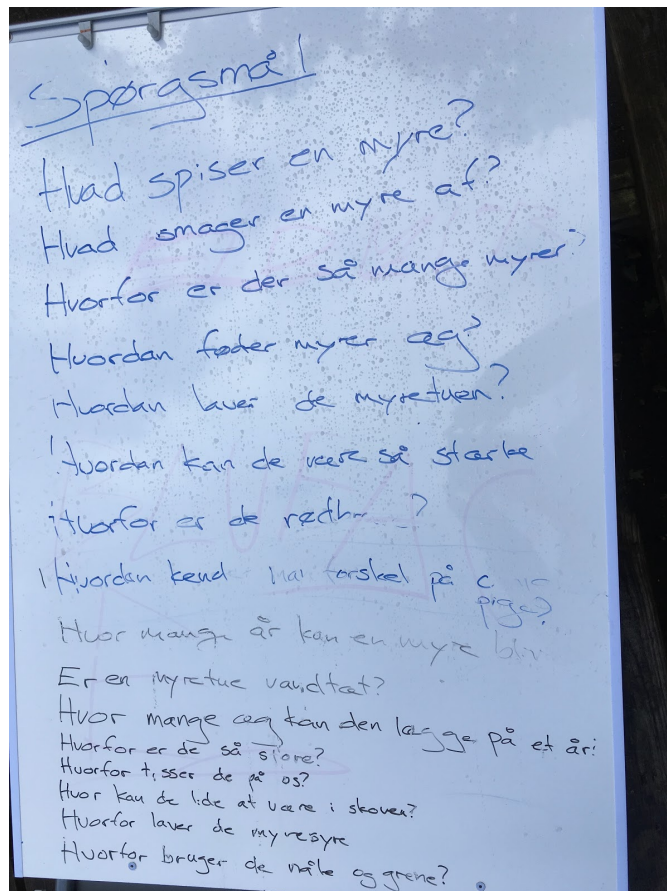 Spørgsmål
Hvad spiser en myre?
Hvad smager en myre af?
Hvorfor er der så mange myrer?
Hvordan føder myrer æg?
Hvordan laver de myretuen?
Hvordan kan de være så stærke
Hvorfor er de ?
Hvordan kend man forskel på
pige?
Hvor mange år kan en myre bliv
Er en myretue vandtæt?
Hvor mange æg kan den lægge på et år?
Hvorfor er de så store?
Hvorfor tisser de på os?
Hvor kan de lide at være i skoven?
Hvorfor laver de myresyre
Hvorfor bruger de nåle og grene?